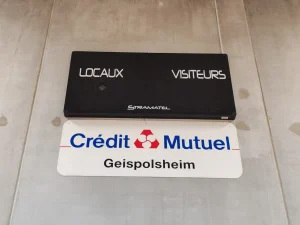 LOCAUX VISITEURS
STRAMATEL
Crédit Mutuel
Geispolsheim